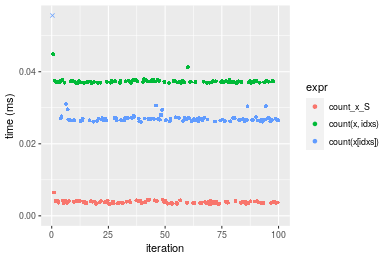 time (ms)
0.04
0.02
0.00
0
25
50
75
100
iteration
expr
count_x_S
count(x, idxs)
count(x[idxs])